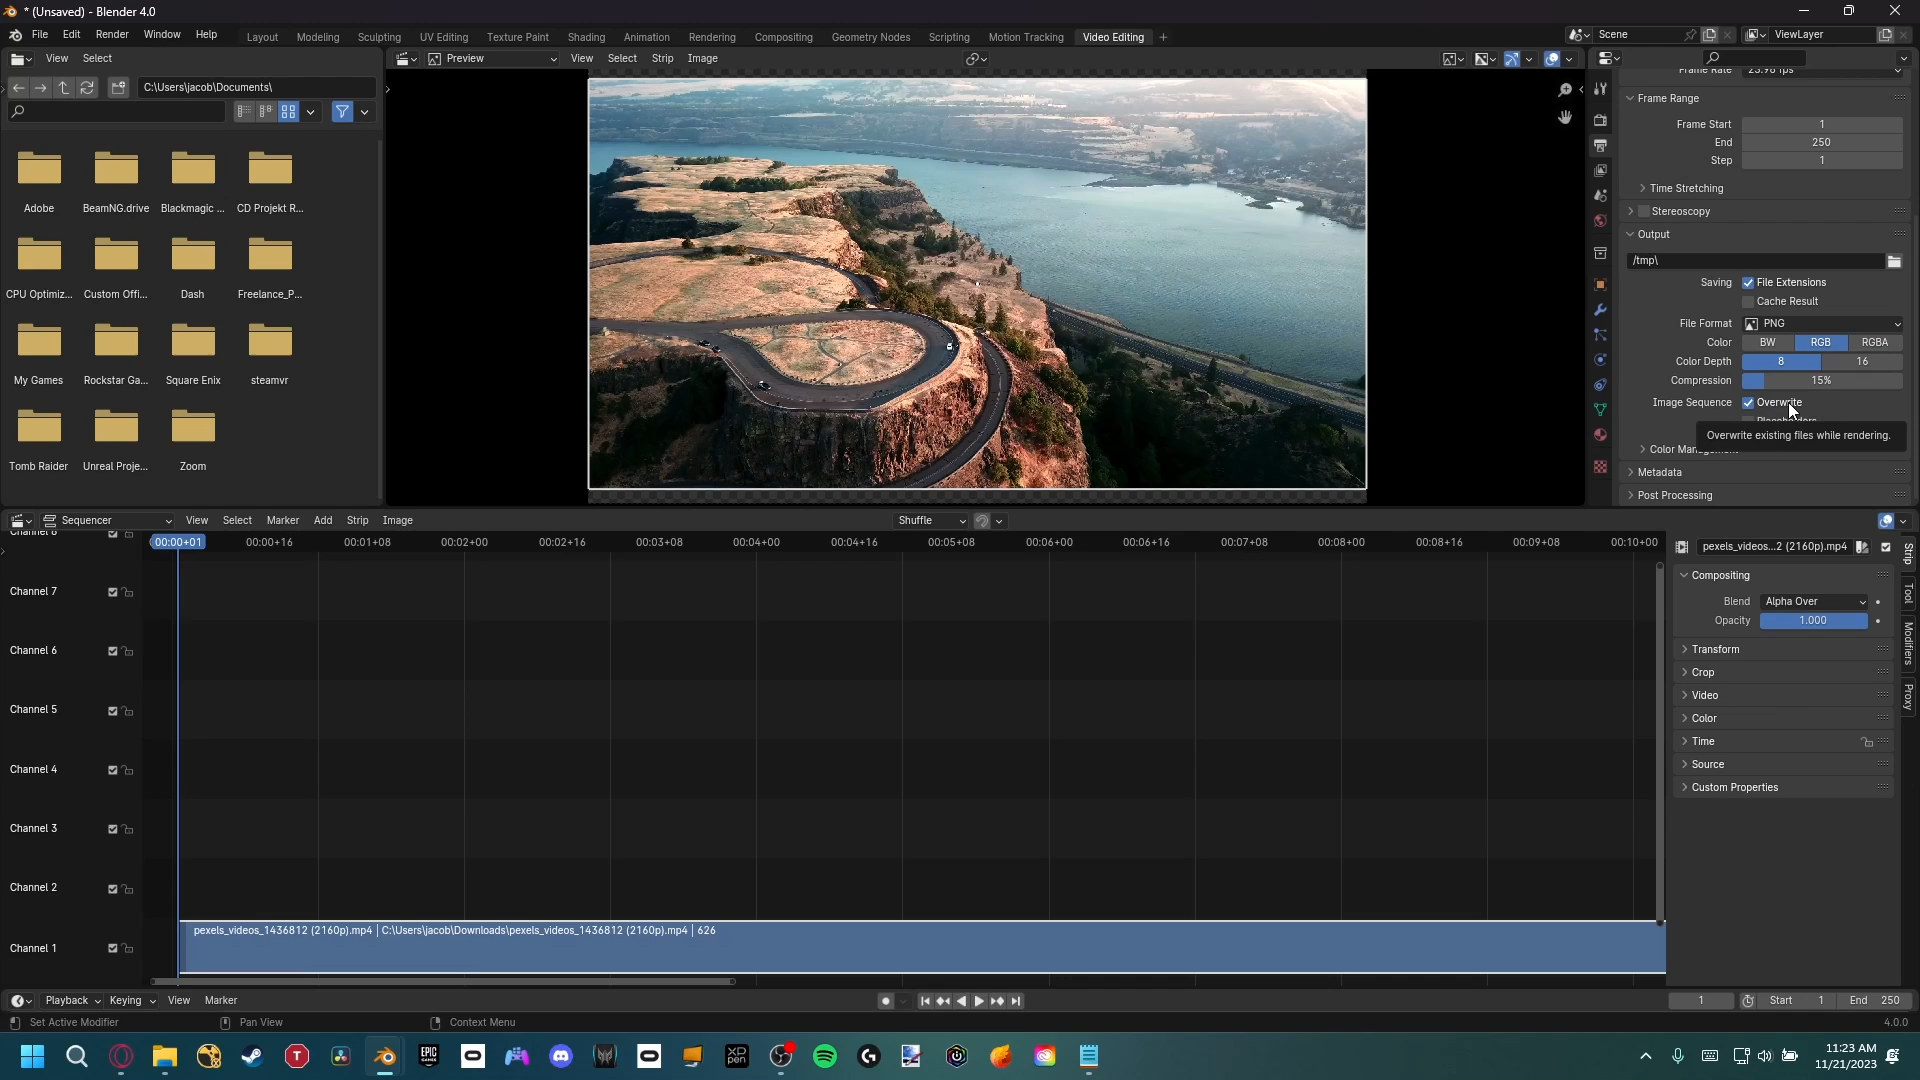 * (Unsaved) - Blender 4.0
File Edit Render Window Help Layout Modeling Sculpting UV Editing Texture Paint Shading Animation Rendering Compositing Geometry Nodes Scripting Motion Tracking Video Editing + Scene ViewLayer
View Select
C:\Users\jacob\Documents\
Adobe BeamNG.drive Blackmagic ... CD Projekt R...
CPU Optimiz... Custom Offi... Dash Freelance_P...
My Games Rockstar Ga... Square Enix steamvr
Tomb Raider Unreal Proje... Zoom
Preview View Select Strip Image
Frame Rate 23.98 fps
Frame Range
Frame Start 1
End 250
Step 1
Time Stretching
Stereoscopy
Output
/tmp\
Saving File Extensions
Cache Result
File Format PNG
Color BW RGB RGBA
Color Depth 8 16
Compression 15%
Image Sequence Overwrite
Placeholders
Overwrite existing files while rendering.
Color Management
Metadata
Post Processing
Sequencer View Select Marker Add Strip Image Shuffle
00:00+01 00:00+16 00:01+08 00:02+00 00:02+16 00:03+08 00:04+00 00:04+16 00:05+08 00:06+00 00:06+16 00:07+08 00:08+00 00:08+16 00:09+08 00:10+00
Channel 8
Channel 7
Channel 6
Channel 5
Channel 4
Channel 3
Channel 2
Channel 1
pexels_videos_1436812 (2160p).mp4 | C:\Users\jacob\Downloads\pexels_videos_1436812 (2160p).mp4 | 626
pexels_videos...2 (2160p).mp4
Compositing
Blend Alpha Over
Opacity 1.000
Transform
Crop
Video
Color
Time
Source
Custom Properties
Strip
Tool
Modifiers
Proxy
Playback Keying View Marker 1 Start 1 End 250
Set Active Modifier Pan View Context Menu 4.0.0
EPIC GAMES
XP PEN
11:23 AM
11/21/2023